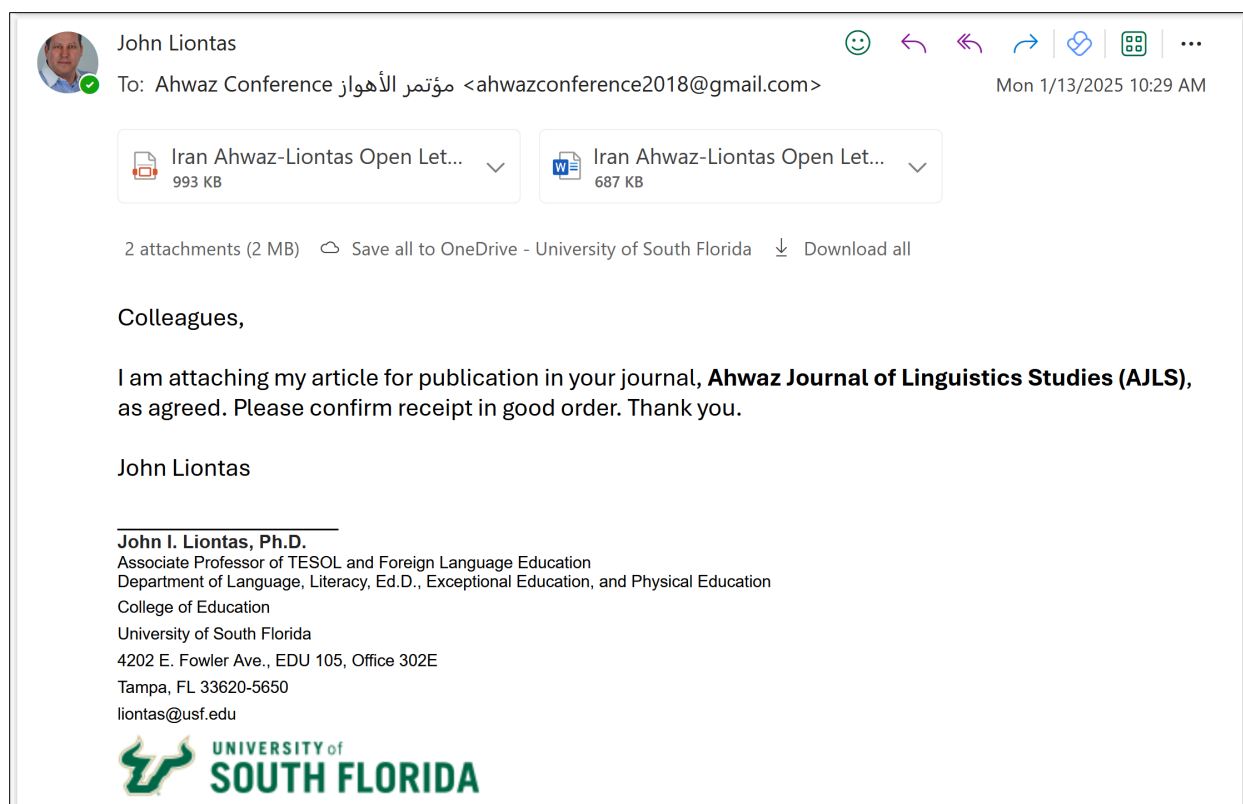 John Liontas
To: Ahwaz Conference مؤتمر الأهواز <ahwazconference2018@gmail.com>
Mon 1/13/2025 10:29 AM
Iran Ahwaz-Liontas Open Let...
993 KB
Iran Ahwaz-Liontas Open Let...
687 KB
2 attachments (2 MB) Save all to OneDrive - University of South Florida Download all
Colleagues,
I am attaching my article for publication in your journal, Ahwaz Journal of Linguistics Studies (AJLS),
as agreed. Please confirm receipt in good order. Thank you.
John Liontas
John I. Liontas, Ph.D.
Associate Professor of TESOL and Foreign Language Education
Department of Language, Literacy, Ed.D., Exceptional Education, and Physical Education
College of Education
University of South Florida
4202 E. Fowler Ave., EDU 105, Office 302E
Tampa, FL 33620-5650
liontas@usf.edu
UNIVERSITY of
SOUTH FLORIDA